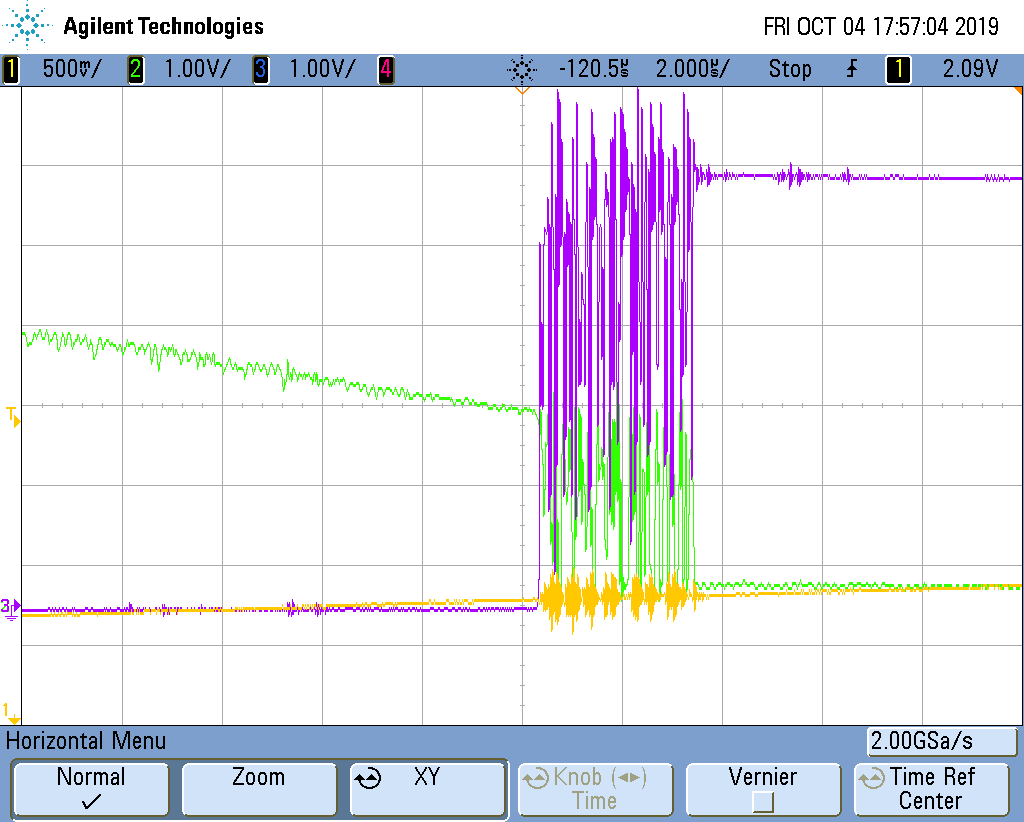 Agilent Technologies
FRI OCT 04 17:57:04 2019
1 500mV/ 2 1.00V/ 3 1.00V/ 4 -120.5µs 2.000µs/ Stop 1 2.09V
T
3
1
Horizontal Menu
2.00GSa/s
Normal
Zoom
XY
Knob (◄►)
Time
Vernier
Time Ref
Center